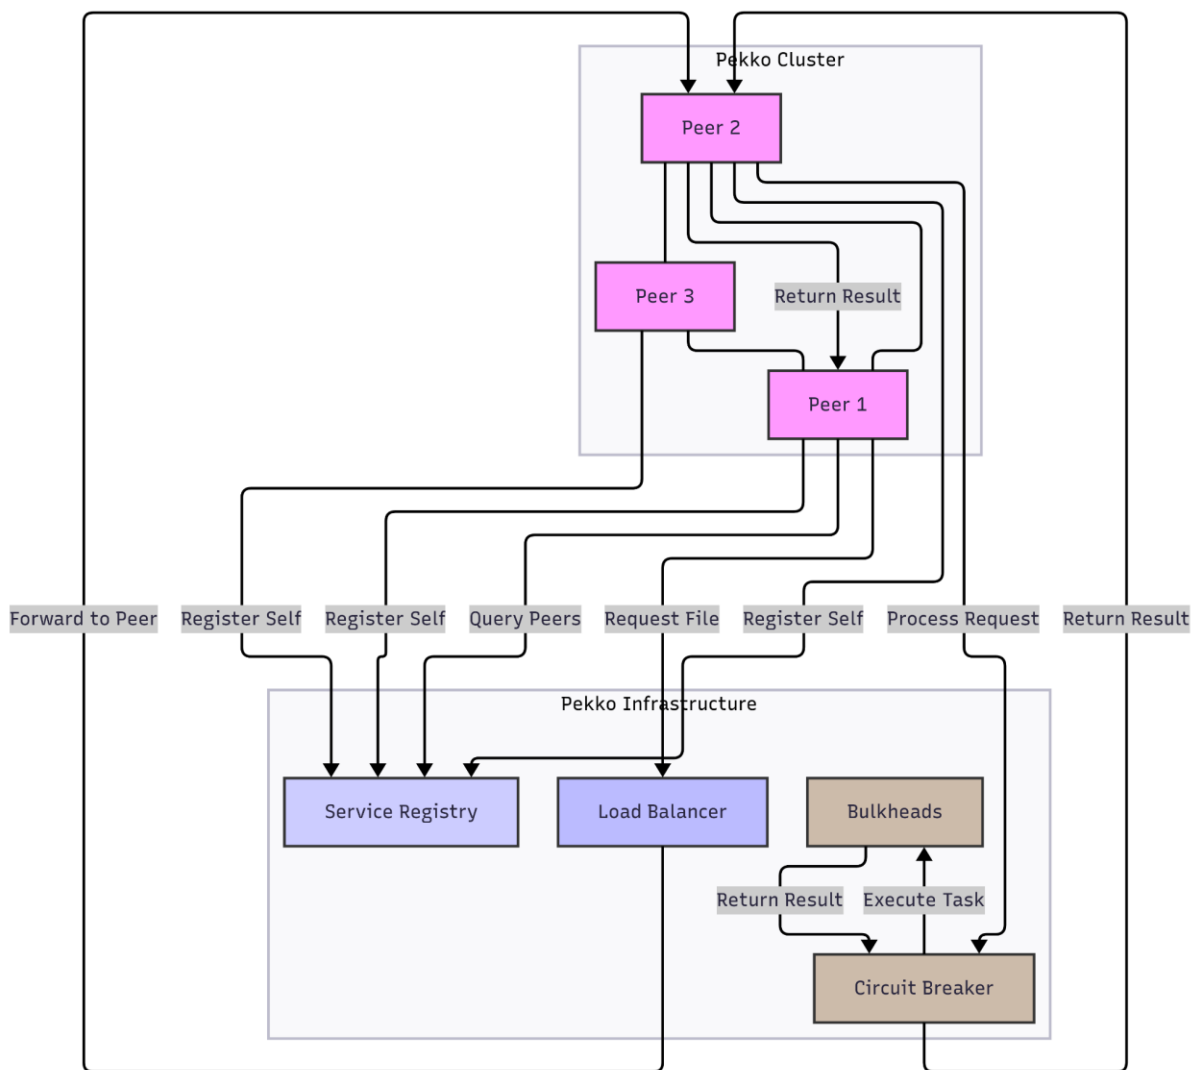 Pekko Cluster
Peer 2
Peer 3
Return Result
Peer 1
Forward to Peer
Register Self
Register Self
Query Peers
Request File
Register Self
Process Request
Return Result
Pekko Infrastructure
Service Registry
Load Balancer
Bulkheads
Return Result
Execute Task
Circuit Breaker